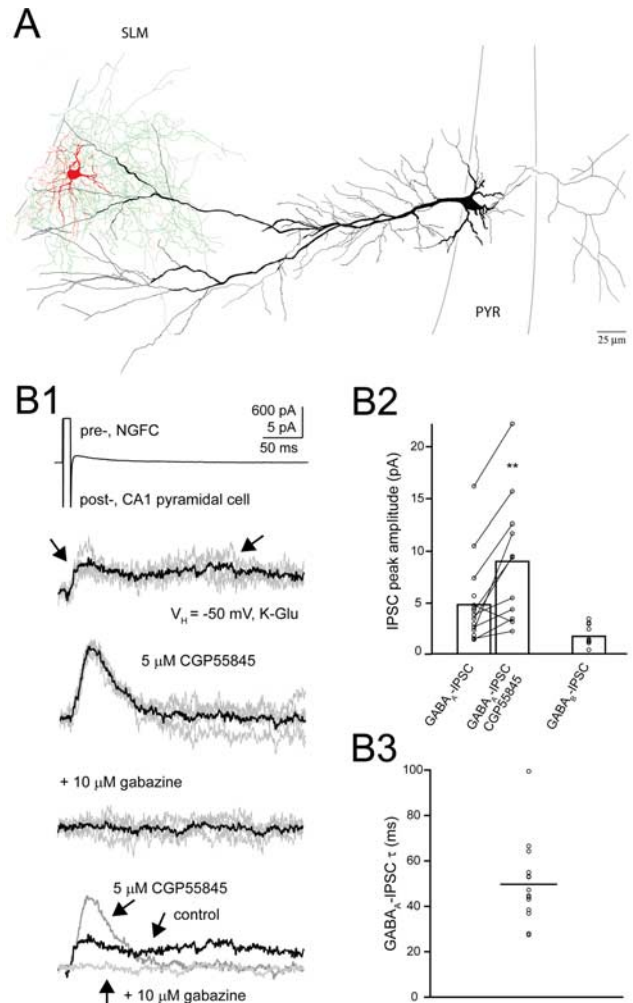 A
SLM
PYR
25 µm
B1
pre-, NGFC
600 pA
5 pA
50 ms
post-, CA1 pyramidal cell
V_H = -50 mV, K-Glu
5 µM CGP55845
+ 10 µM gabazine
5 µM CGP55845
control
+ 10 µM gabazine
B2
IPSC peak amplitude (pA)
20
15
10
5
0
**
GABA_A-IPSC
GABA_A-IPSC
CGP55845
GABA_B-IPSC
B3
GABA_A-IPSC τ (ms)
100
80
60
40
20
0